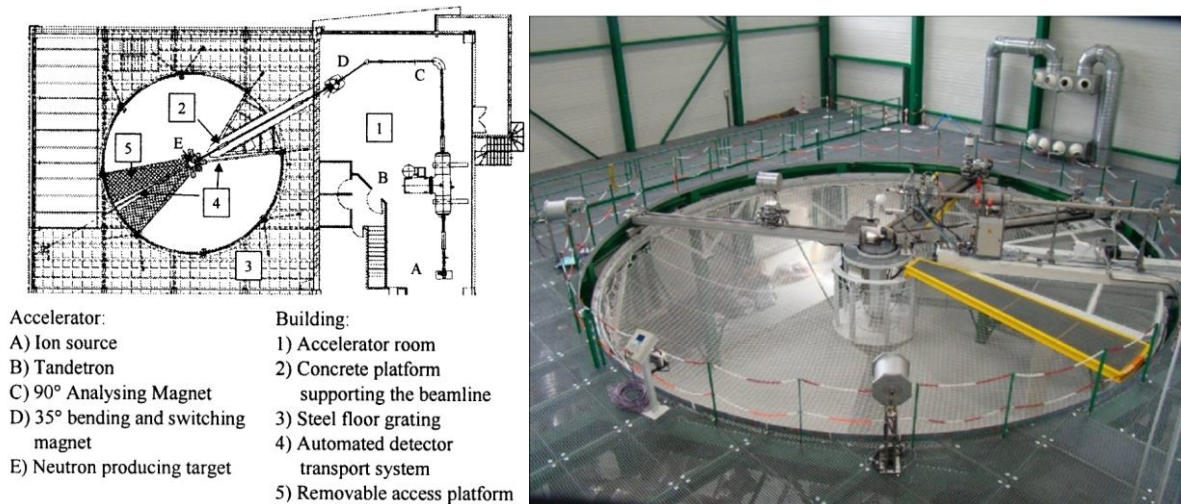 D
C
2
1
E
5
B
4
A
3
Accelerator:
A) Ion source
B) Tandetron
C) 90° Analysing Magnet
D) 35° bending and switching
magnet
E) Neutron producing target
Building:
1) Accelerator room
2) Concrete platform
supporting the beamline
3) Steel floor grating
4) Automated detector
transport system
5) Removable access platform